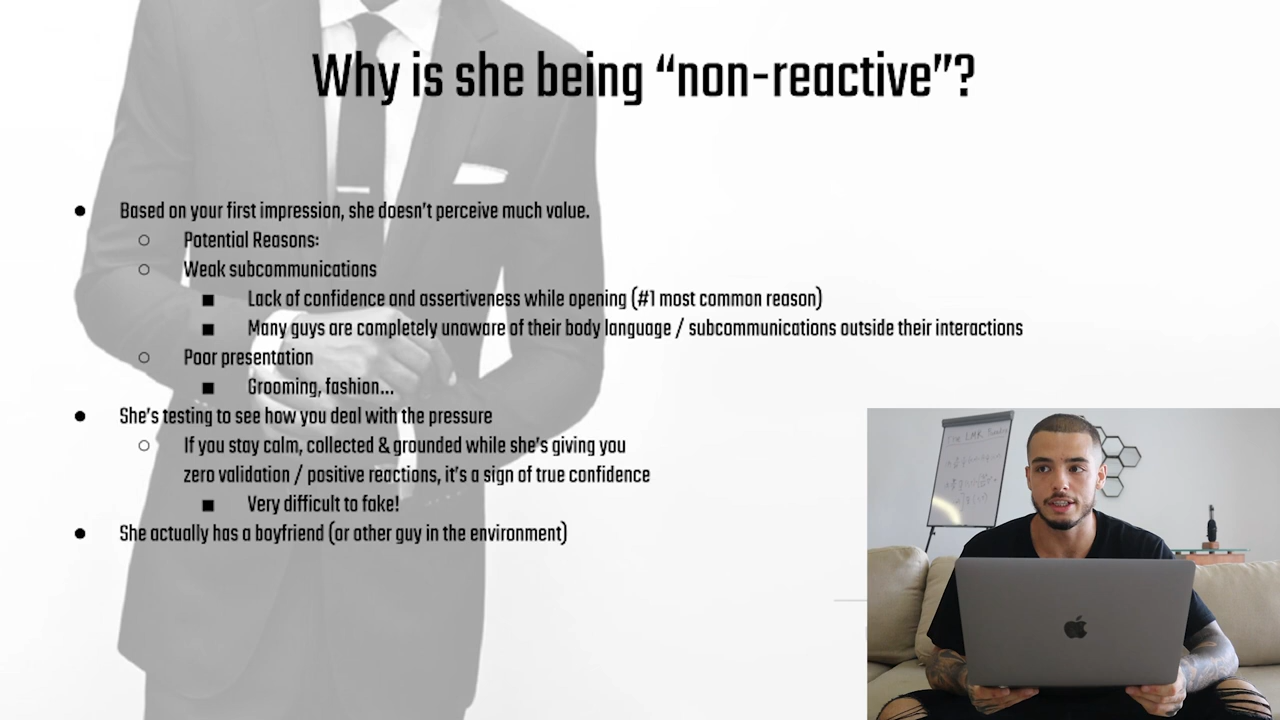 Why is she being “non-reactive”?
Based on your first impression, she doesn’t perceive much value.
Potential Reasons:
Weak subcommunications
Lack of confidence and assertiveness while opening (#1 most common reason)
Many guys are completely unaware of their body language / subcommunications outside their interactions
Poor presentation
Grooming, fashion...
She’s testing to see how you deal with the pressure
If you stay calm, collected & grounded while she’s giving you
zero validation / positive reactions, it’s a sign of true confidence
Very difficult to fake!
She actually has a boyfriend (or other guy in the environment)